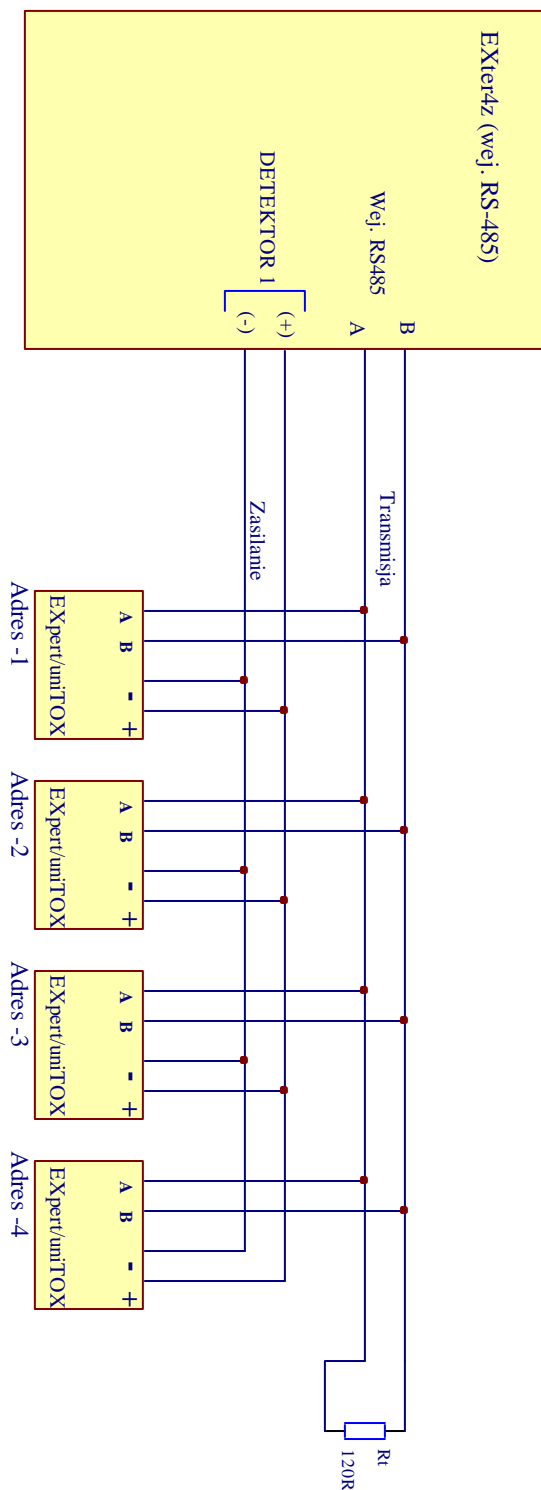 EXter4z (wej. RS-485)
Wej. RS485
DETEKTOR 1
B
A
(+)
(-)
Transmisja
Zasilanie
A B - +
EXpert/uniTOX
Adres -1
A B - +
EXpert/uniTOX
Adres -2
A B - +
EXpert/uniTOX
Adres -3
A B - +
EXpert/uniTOX
Adres -4
Rt
120R